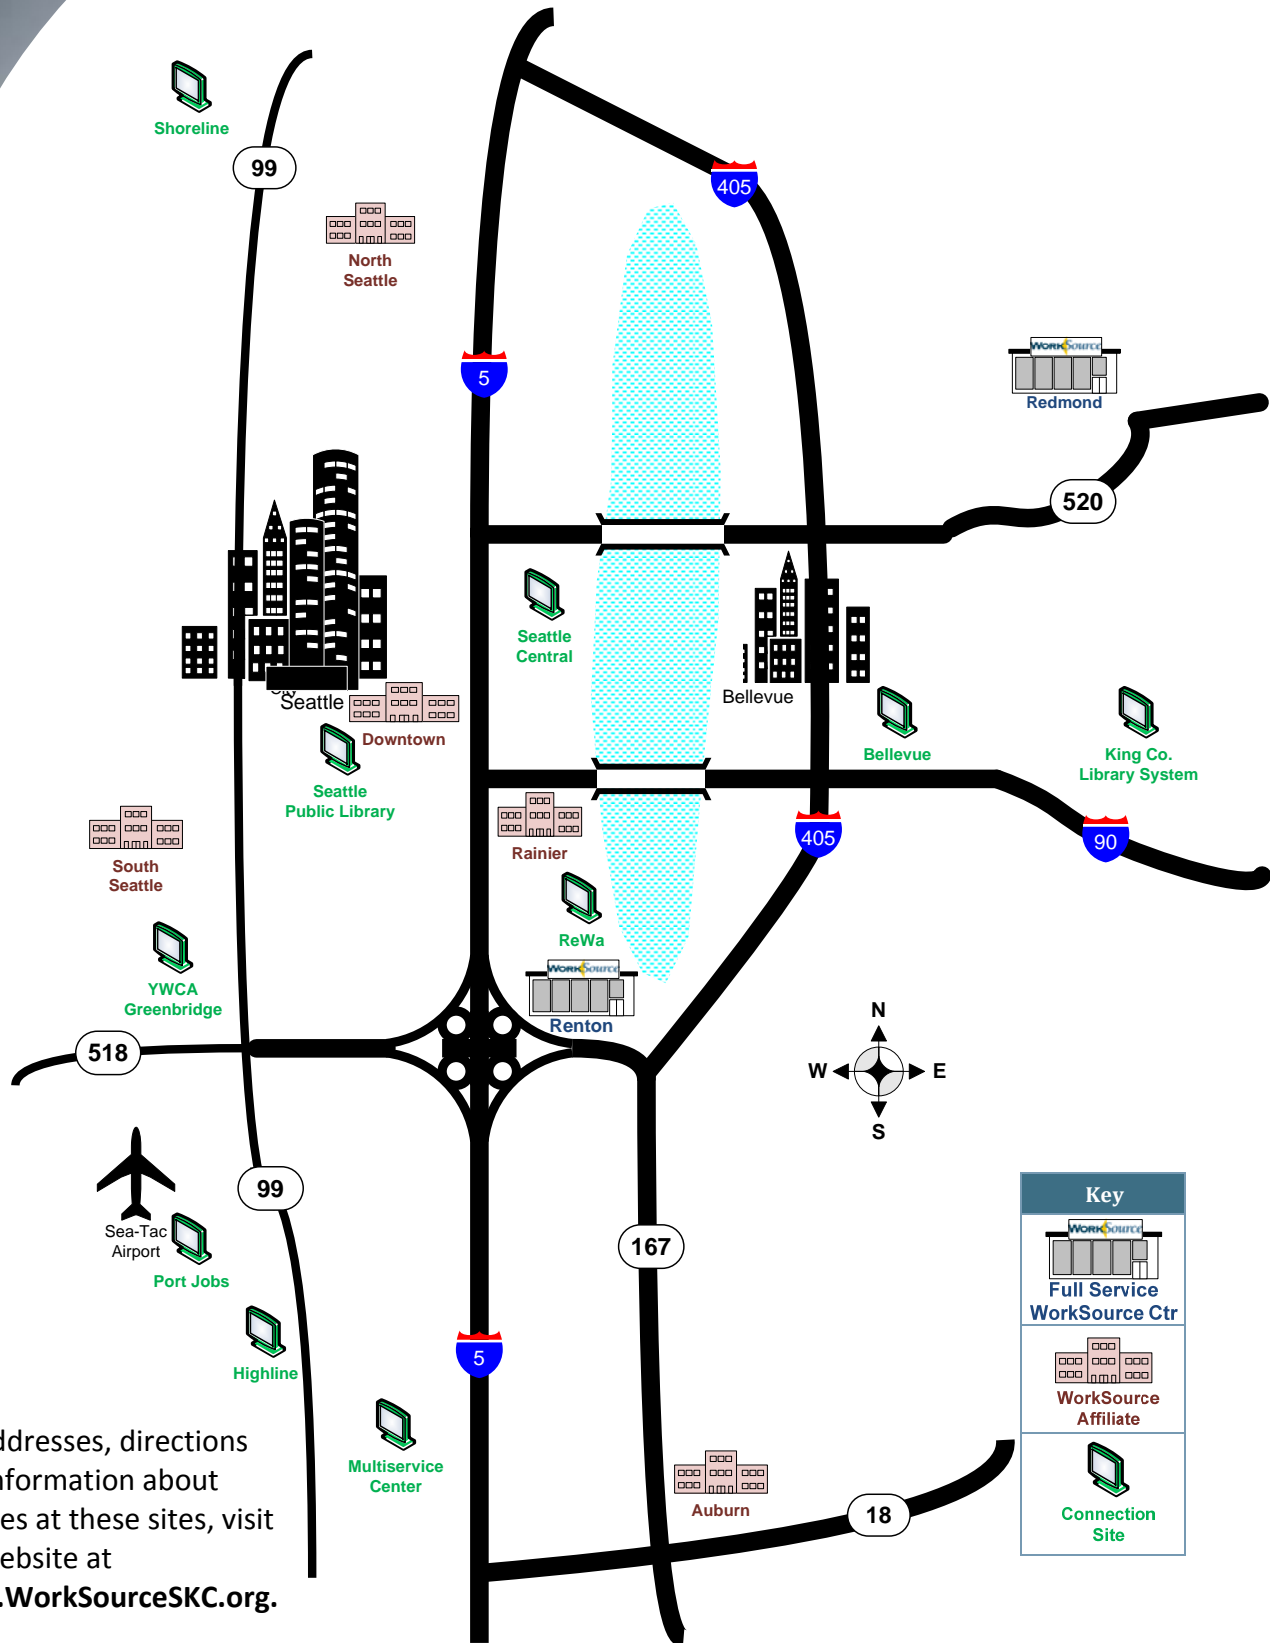 Shoreline
99
405
North
Seattle
5
WorkSource
Redmond
520
Seattle
Central
Seattle
Downtown
Bellevue
Bellevue
King Co.
Library System
Seattle
Public Library
South
Seattle
Rainier
405
90
ReWa
YWCA
Greenbridge
WorkSource
Renton
518
N
W
E
S
Sea-Tac
Airport
99
Port Jobs
167
Highline
5
Multiservice
Center
Auburn
18
Key
WorkSource
Full Service
WorkSource Ctr
WorkSource
Affiliate
Connection
Site
ddresses, directions
nformation about
es at these sites, visit
ebsite at
.WorkSourceSKC.org.